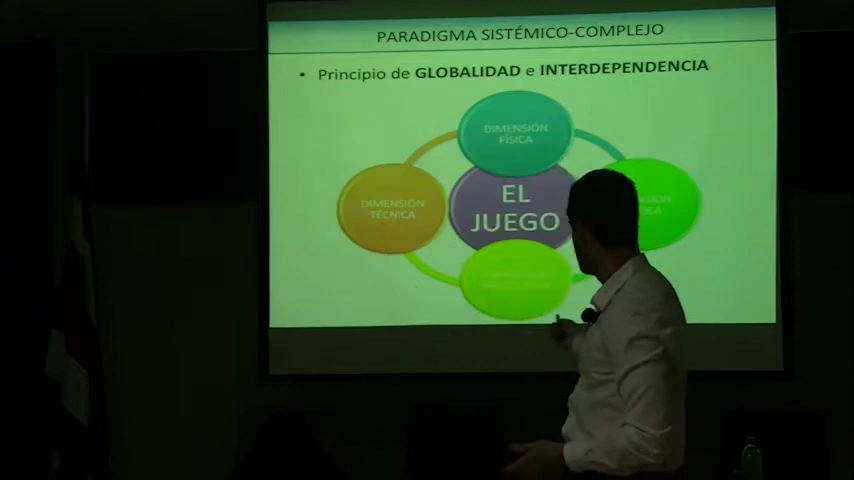 PARADIGMA SISTÉMICO-COMPLEJO
• Principio de GLOBALIDAD e INTERDEPENDENCIA
DIMENSIÓN
FÍSICA
DIMENSIÓN
TÉCNICA
EL
JUEGO